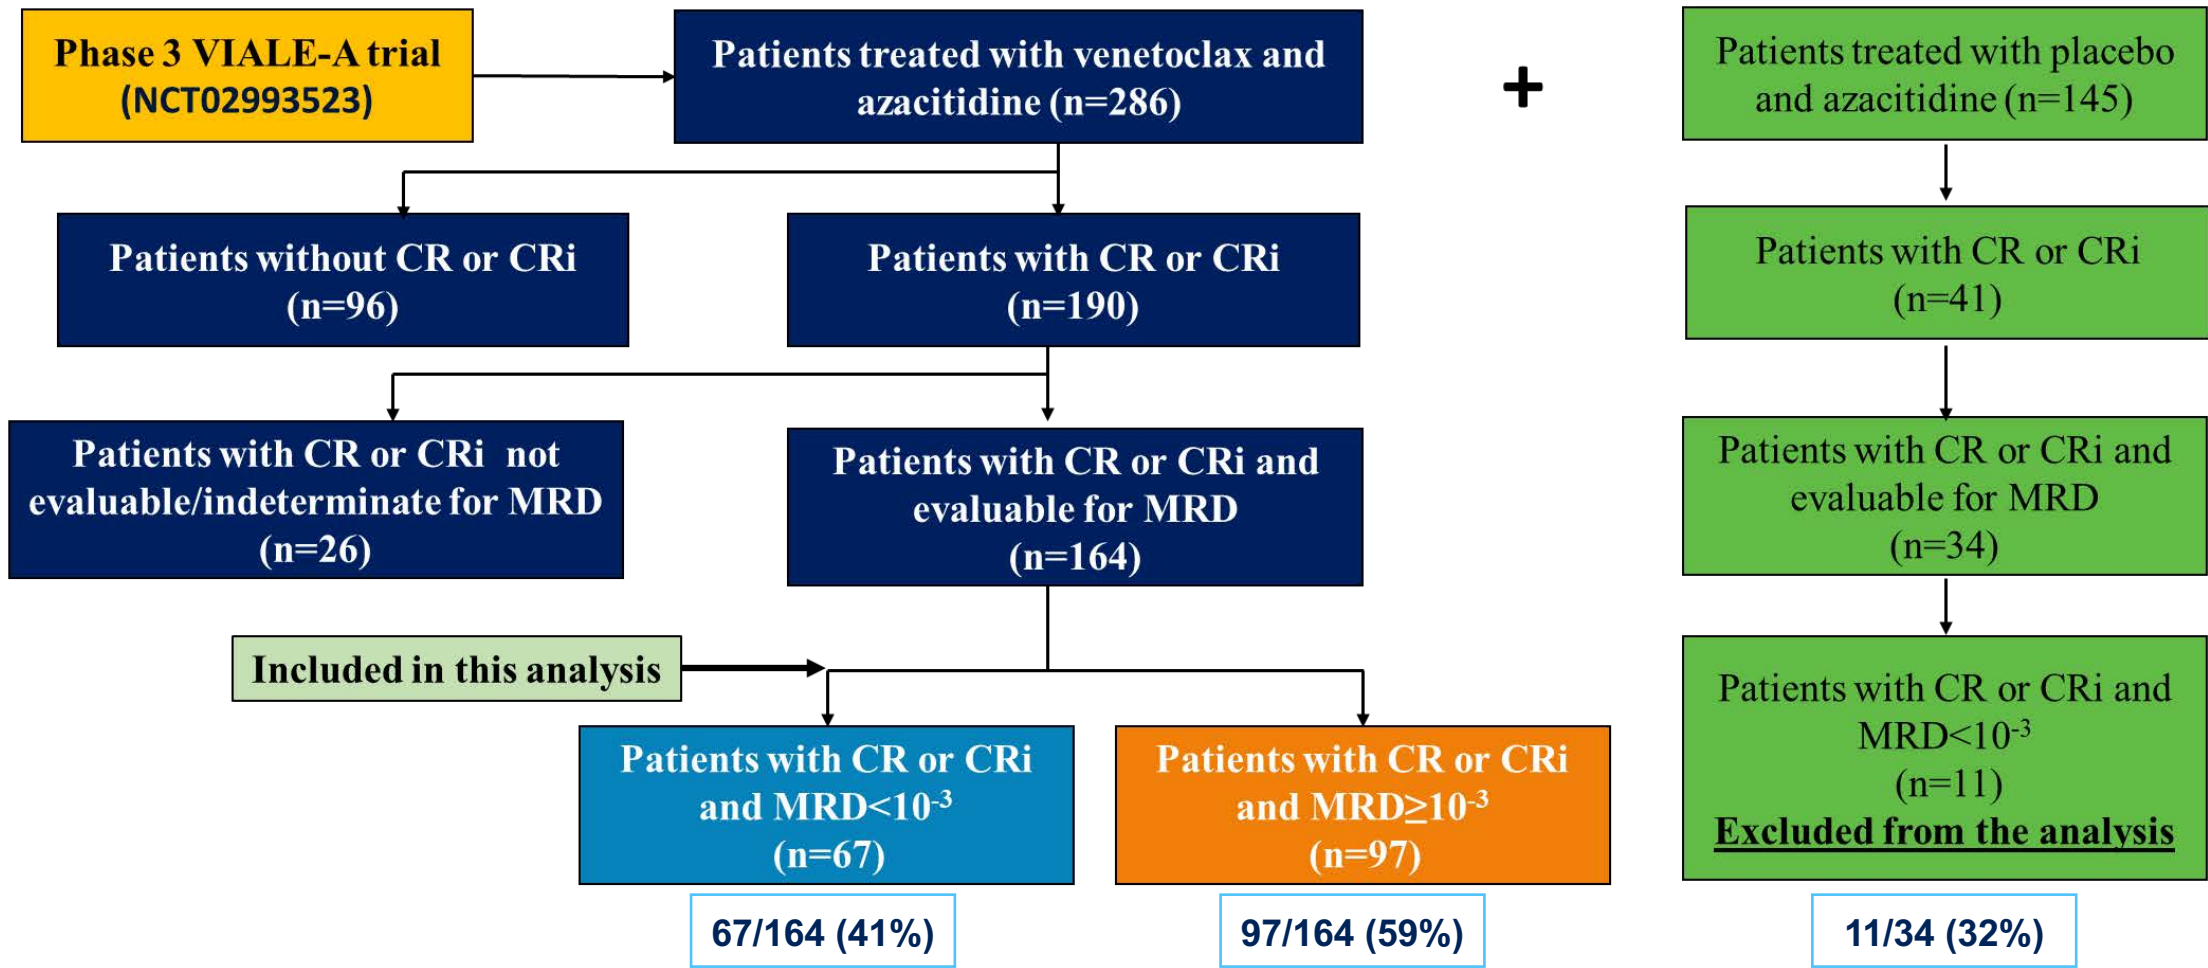 Phase 3 VIALE-A trial
(NCT02993523)
Patients treated with venetoclax and
azacitidine (n=286)
+
Patients treated with placebo
and azacitidine (n=145)
Patients without CR or CRi
(n=96)
Patients with CR or CRi
(n=190)
Patients with CR or CRi
(n=41)
Patients with CR or CRi not
evaluable/indeterminate for MRD
(n=26)
Patients with CR or CRi and
evaluable for MRD
(n=164)
Patients with CR or CRi and
evaluable for MRD
(n=34)
Included in this analysis
Patients with CR or CRi
and MRD<10⁻³
(n=67)
Patients with CR or CRi
and MRD≥10⁻³
(n=97)
Patients with CR or CRi and
MRD<10⁻³
(n=11)
Excluded from the analysis
67/164 (41%)
97/164 (59%)
11/34 (32%)